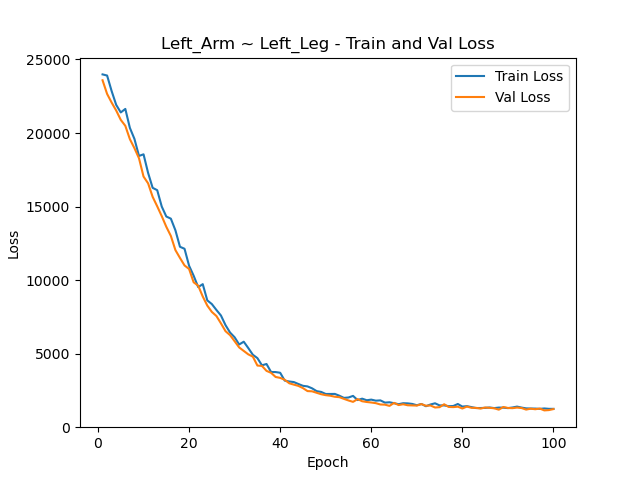 Left_Arm ~ Left_Leg - Train and Val Loss
Train Loss
Val Loss
25000
20000
15000
10000
5000
0
Loss
0 20 40 60 80 100
Epoch